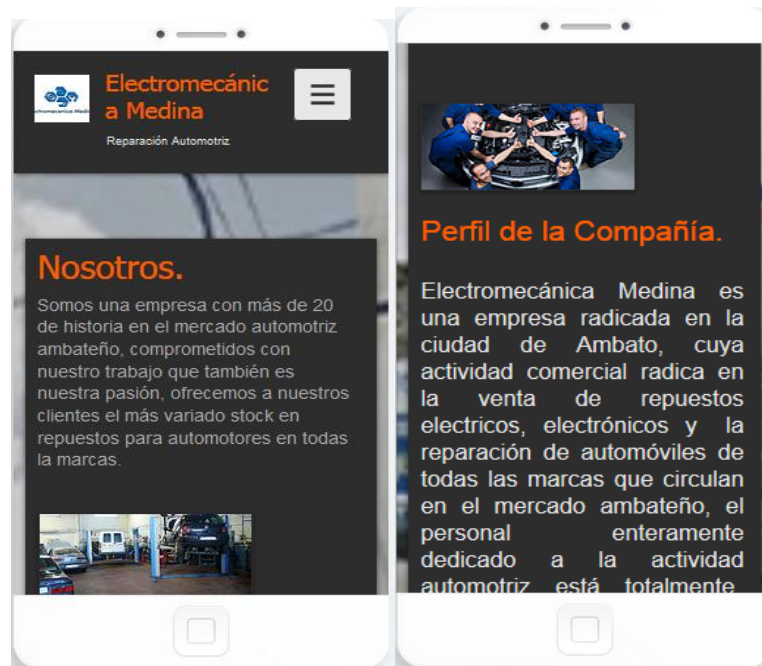 Electromecánic
a Medina
Reparación Automotriz
Nosotros.
Somos una empresa con más de 20
de historia en el mercado automotriz
ambateño, comprometidos con
nuestro trabajo que también es
nuestra pasión, ofrecemos a nuestros
clientes el más variado stock en
repuestos para automotores en todas
la marcas.
Perfil de la Compañía.
Electromecánica Medina es
una empresa radicada en la
ciudad de Ambato, cuya
actividad comercial radica en
la venta de repuestos
electricos, electrónicos y la
reparación de automóviles de
todas las marcas que circulan
en el mercado ambateño, el
personal enteramente
dedicado a la actividad
automotriz está totalmente